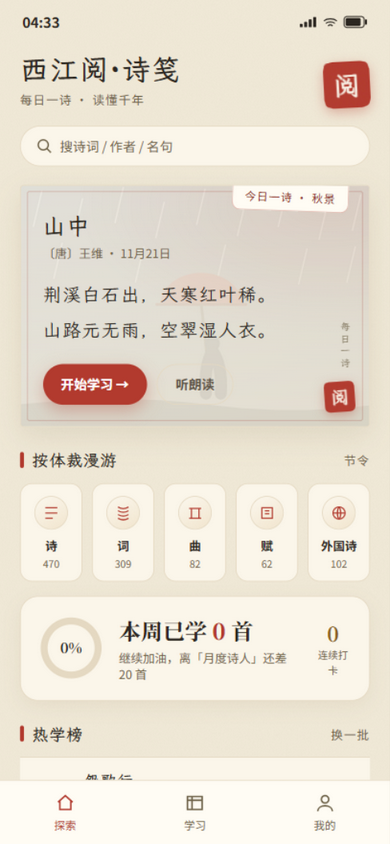 04:33
西江阅·诗笺
每日一诗 · 读懂千年
阅
搜诗词 / 作者 / 名句
今日一诗 · 秋景
山中
〔唐〕王维 · 11月21日
荆溪白石出，天寒红叶稀。
山路元无雨，空翠湿人衣。
每日一诗
开始学习→
听朗读
阅
按体裁漫游
节令
诗
470
词
309
曲
82
赋
62
外国诗
102
0%
本周已学 0 首
继续加油，离「月度诗人」还差
20 首
0
连续打
卡
热学榜
换一批
探索
学习
我的